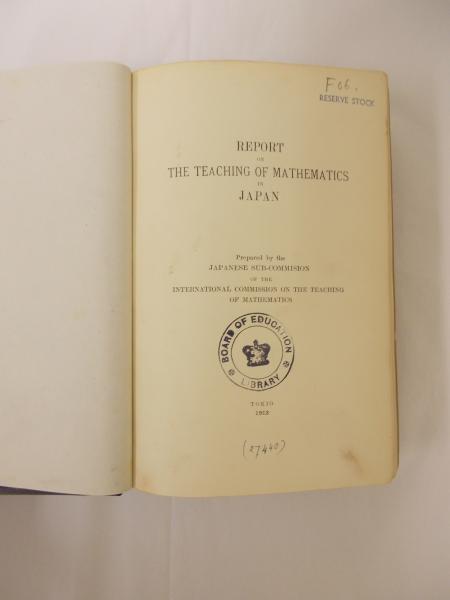 F06.
RESERVE STOCK
REPORT
ON
THE TEACHING OF MATHEMATICS
IN
JAPAN
Prepared by the
JAPANESE SUB-COMMISION
OF THE
INTERNATIONAL COMMISSION ON THE TEACHING
OF MATHEMATICS
BOARD OF EDUCATION
LIBRARY
TOKIO
1912
(27440)